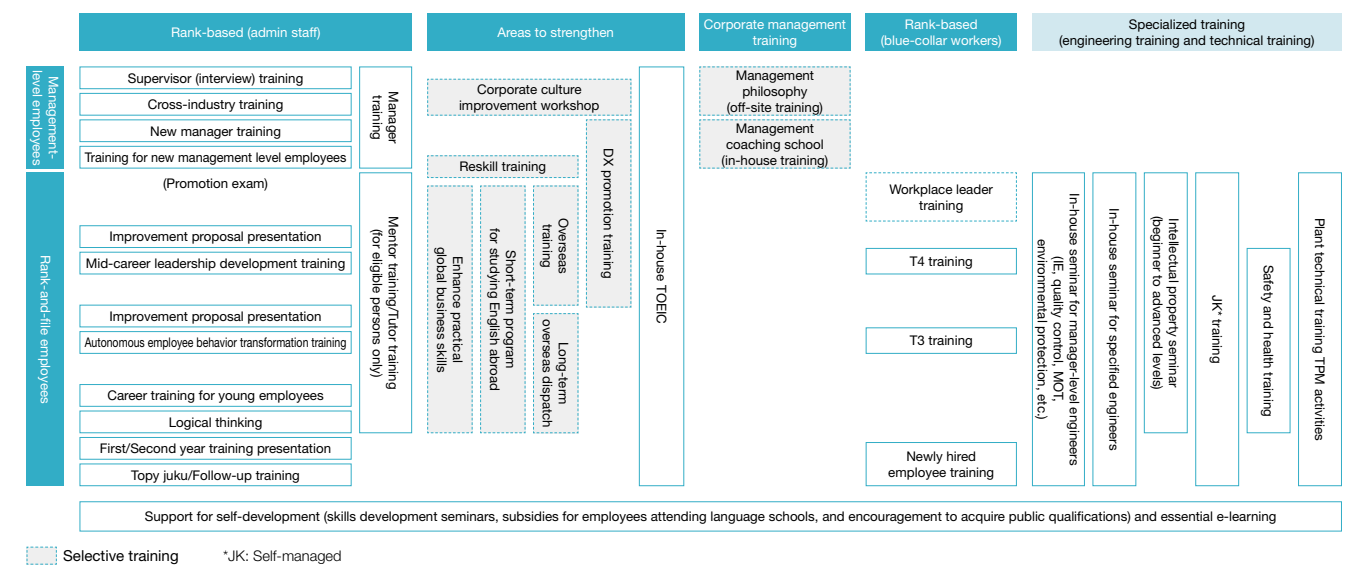 Rank-based (admin staff)
Areas to strengthen
Corporate management
training
Rank-based
(blue-collar workers)
Specialized training
(engineering training and technical training)
Management-
level employees
Supervisor (interview) training
Cross-industry training
New manager training
Training for new management level employees
Manager
training
Corporate culture
improvement workshop
Reskill training
DX promotion training
In-house TOEIC
Management
philosophy
(off-site training)
Management
coaching school
(in-house training)
Rank-and-file employees
(Promotion exam)
Improvement proposal presentation
Mid-career leadership development training
Improvement proposal presentation
Autonomous employee behavior transformation training
Career training for young employees
Logical thinking
First/Second year training presentation
Topy juku/Follow-up training
Mentor training/Tutor training
(for eligible persons only)
Enhance practical
global business skills
Short-term program
for studying English abroad
Overseas
training
Long-term
overseas dispatch
Workplace leader
training
T4 training
T3 training
Newly hired
employee training
In-house seminar for manager-level engineers
(IE, quality control, MOT,
environmental protection, etc.)
In-house seminar for specified engineers
Intellectual property seminar
(beginner to advanced levels)
JK* training
Safety and health training
Plant technical training TPM activities
Support for self-development (skills development seminars, subsidies for employees attending language schools, and encouragement to acquire public qualifications) and essential e-learning
Selective training
*JK: Self-managed